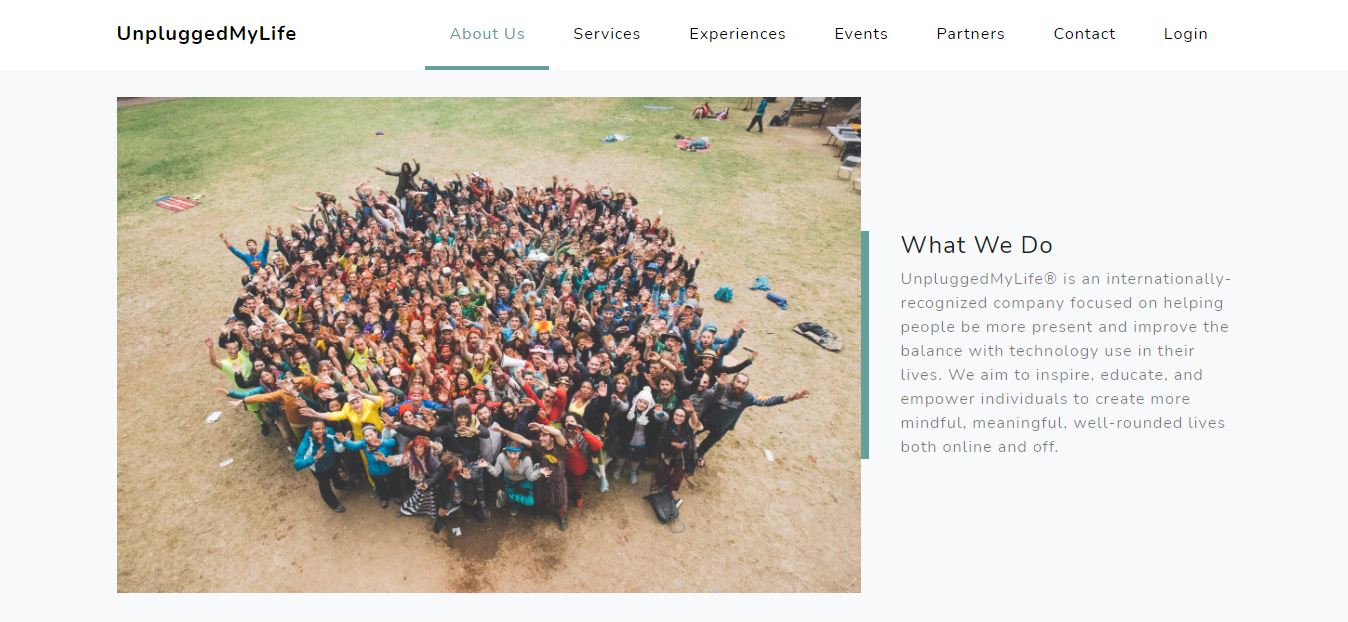 UnpluggedMyLife
About Us
Services
Experiences
Events
Partners
Contact
Login
What We Do
UnpluggedMyLife® is an internationally-
recognized company focused on helping
people be more present and improve the
balance with technology use in their
lives. We aim to inspire, educate, and
empower individuals to create more
mindful, meaningful, well-rounded lives
both online and off.